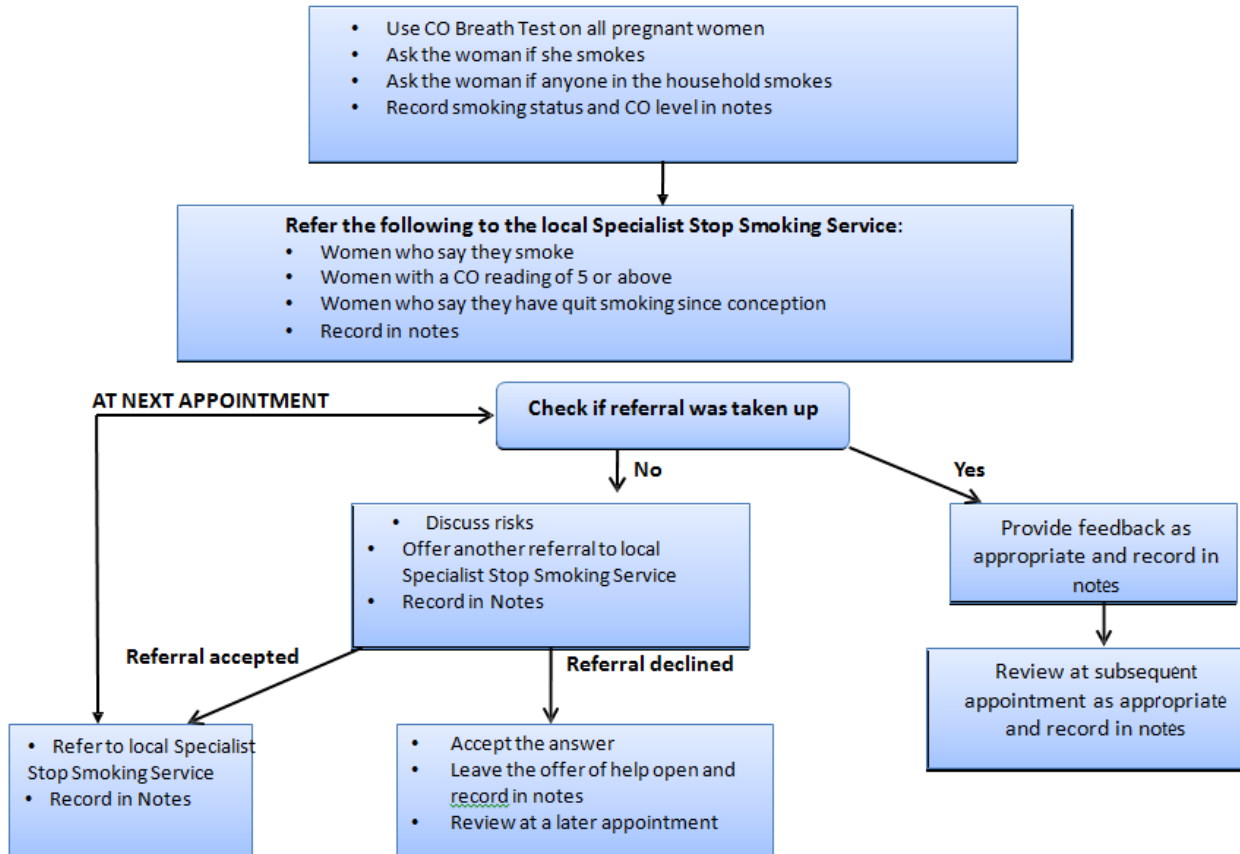 • Use CO Breath Test on all pregnant women
• Ask the woman if she smokes
• Ask the woman if anyone in the household smokes
• Record smoking status and CO level in notes
Refer the following to the local Specialist Stop Smoking Service:
• Women who say they smoke
• Women with a CO reading of 5 or above
• Women who say they have quit smoking since conception
• Record in notes
AT NEXT APPOINTMENT
Check if referral was taken up
No
Yes
• Discuss risks
• Offer another referral to local
Specialist Stop Smoking Service
• Record in Notes
Provide feedback as
appropriate and record in
notes
Referral accepted
Referral declined
Review at subsequent
appointment as appropriate
and record in notes
• Refer to local Specialist
Stop Smoking Service
• Record in Notes
• Accept the answer
• Leave the offer of help open and
record in notes
• Review at a later appointment